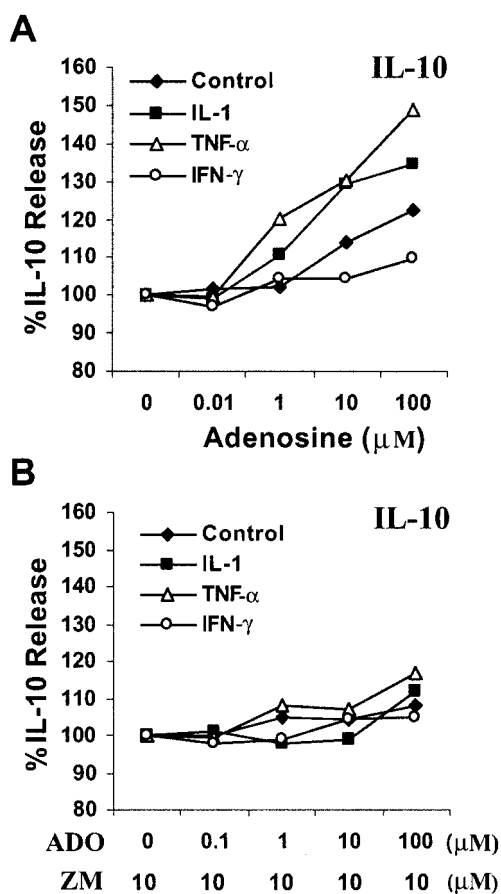 A
IL-10
Control
IL-1
TNF-α
IFN-γ
160
150
140
130
120
110
100
90
80
%IL-10 Release
0 0.01 1 10 100
Adenosine (μM)
B
IL-10
Control
IL-1
TNF-α
IFN-γ
160
150
140
130
120
110
100
90
80
%IL-10 Release
ADO 0 0.1 1 10 100 (μM)
ZM 10 10 10 10 10 (μM)